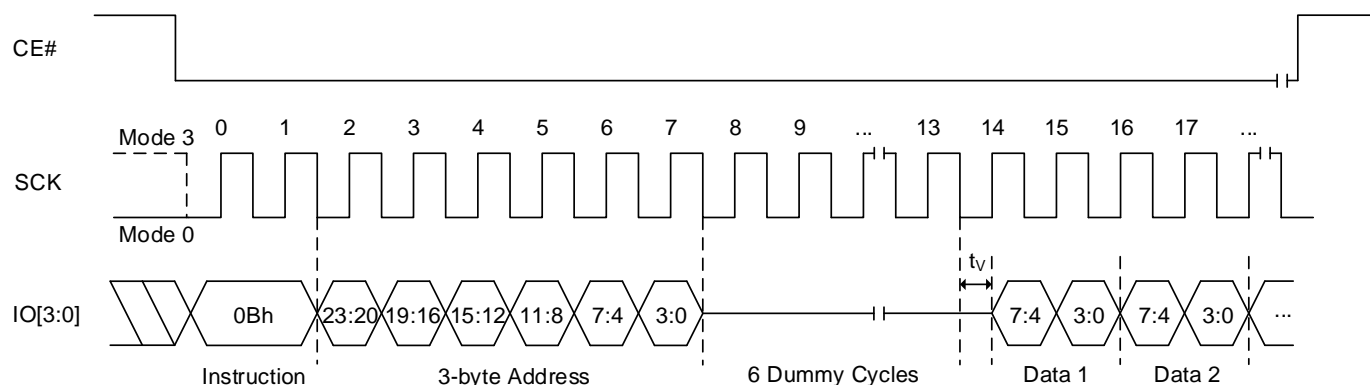 CE#
0 1 2 3 4 5 6 7 8 9 ... 13 14 15 16 17 ...
Mode 3
SCK
Mode 0
tV
IO[3:0] 0Bh 23:20 19:16 15:12 11:8 7:4 3:0 7:4 3:0 7:4 3:0 ...
Instruction 3-byte Address 6 Dummy Cycles Data 1 Data 2